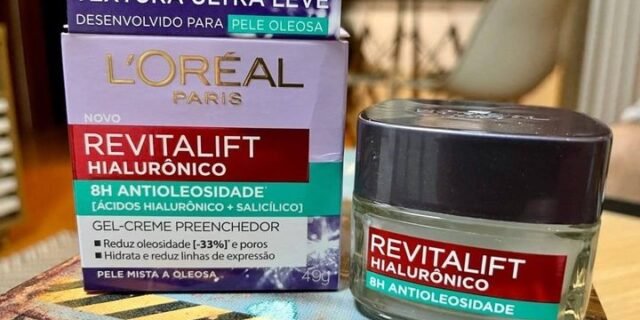 TEXTURA ULTRA LEVE
DESENVOLVIDO PARA PELE OLEOSA
L'ORÉAL
PARIS
NOVO
REVITALIFT
HIALURÔNICO
8H ANTIOLEOSIDADE*
[ÁCIDOS HIALURÔNICO + SALICÍLICO]
GEL-CREME PREENCHEDOR
Reduz oleosidade [-33%]* e poros
Hidrata e reduz linhas de expressão
PELE MISTA A OLEOSA
49g
REVITALIFT
HIALURÔNICO
8H ANTIOLEOSIDADE